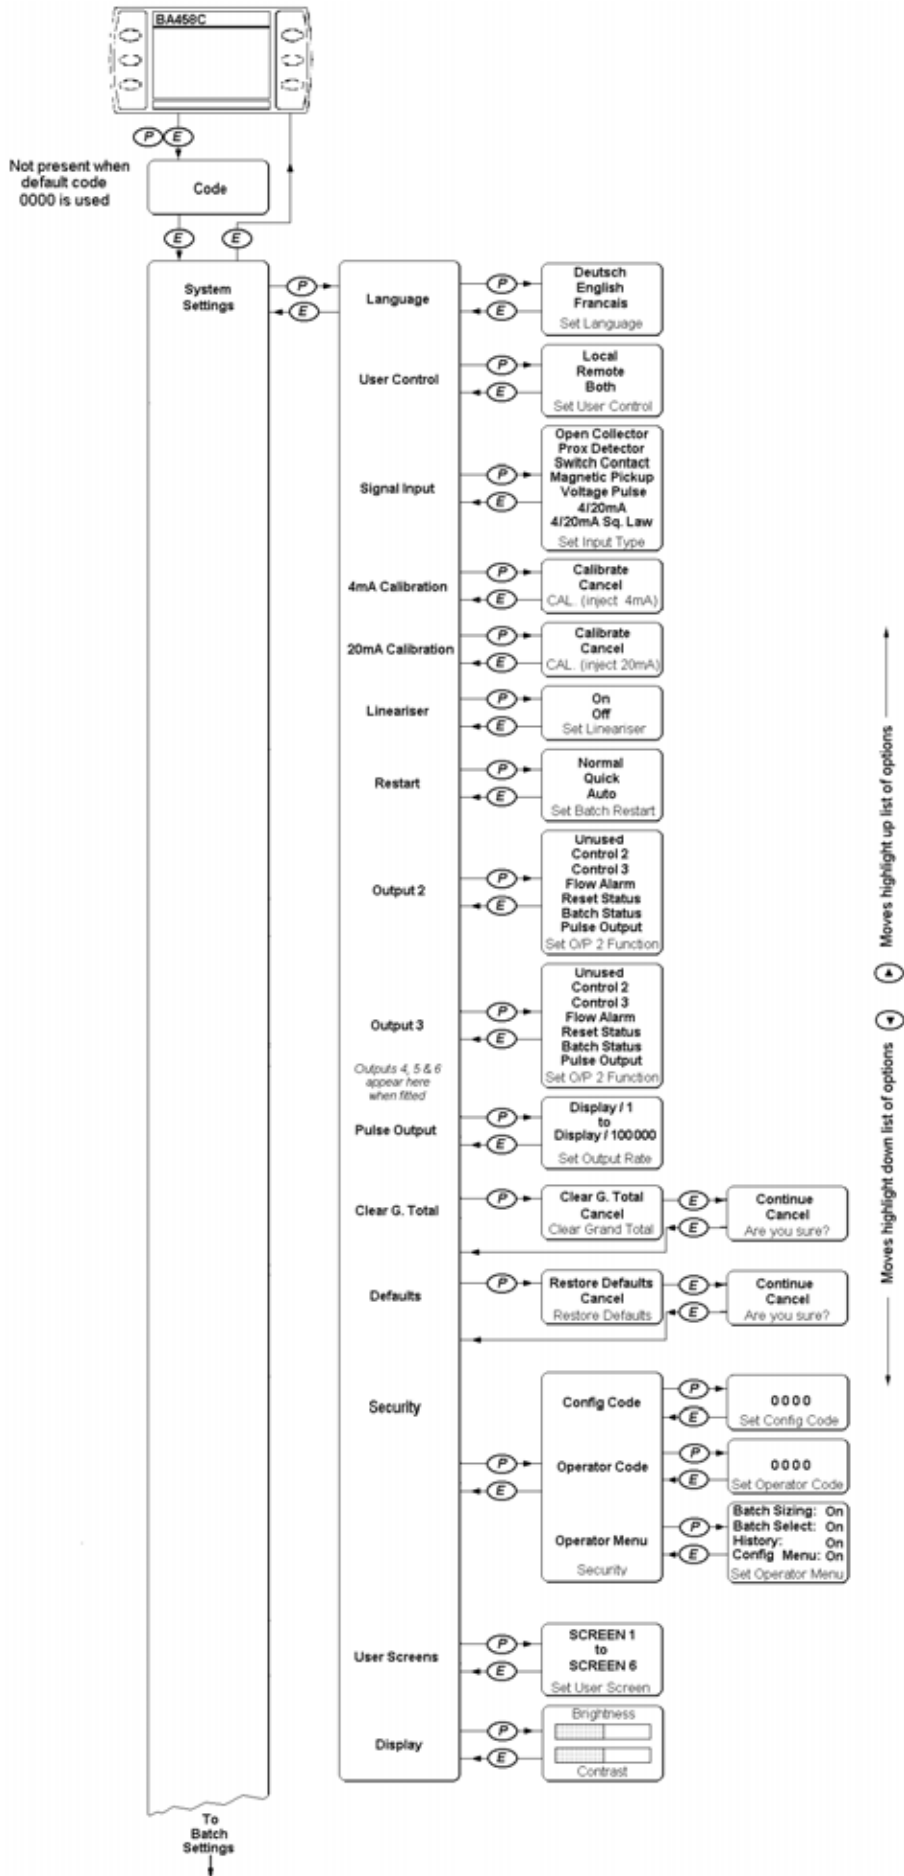 BA458C
P E
Not present when
default code
0000 is used
Code
E E
System
Settings
P
E
Language
P
E
Deutsch
English
Francais
Set Language
User Control
P
E
Local
Remote
Both
Set User Control
Signal Input
P
E
Open Collector
Prox Detector
Switch Contact
Magnetic Pickup
Voltage Pulse
4/20mA
4/20mA Sq. Law
Set Input Type
4mA Calibration
P
E
Calibrate
Cancel
CAL. (inject 4mA)
20mA Calibration
P
E
Calibrate
Cancel
CAL. (inject 20mA)
Lineariser
P
E
On
Off
Set Lineariser
Restart
P
E
Normal
Quick
Auto
Set Batch Restart
Output 2
P
E
Unused
Control 2
Control 3
Flow Alarm
Reset Status
Batch Status
Pulse Output
Set O/P 2 Function
Output 3
P
E
Unused
Control 2
Control 3
Flow Alarm
Reset Status
Batch Status
Pulse Output
Set O/P 2 Function
Outputs 4, 5 & 6
appear here
when fitted
Pulse Output
P
E
Display / 1
to
Display / 100000
Set Output Rate
Clear G. Total
P
Clear G. Total
Cancel
Clear Grand Total
E
E
Continue
Cancel
Are you sure?
Defaults
P
Restore Defaults
Cancel
Restore Defaults
E
E
Continue
Cancel
Are you sure?
Security
P
E
Config Code
P
E
0000
Set Config Code
Operator Code
P
E
0000
Set Operator Code
Operator Menu
Security
P
E
Batch Sizing: On
Batch Select: On
History: On
Config Menu: On
Set Operator Menu
User Screens
P
E
SCREEN 1
to
SCREEN 6
Set User Screen
Display
P
E
Brightness
Contrast
To
Batch
Settings
Moves highlight up list of options
Moves highlight down list of options